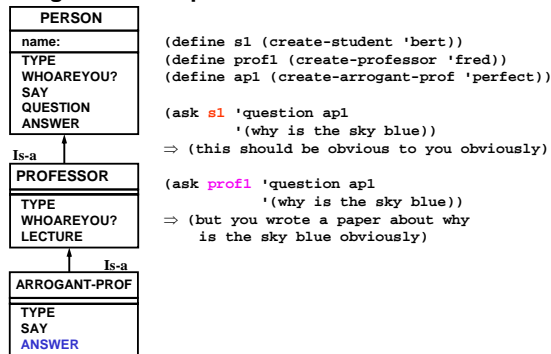 PERSON
name:
TYPE
WHOAREYOU?
SAY
QUESTION
ANSWER
Is-a
PROFESSOR
TYPE
WHOAREYOU?
LECTURE
Is-a
ARROGANT-PROF
TYPE
SAY
ANSWER
(define s1 (create-student 'bert))
(define prof1 (create-professor 'fred))
(define ap1 (create-arrogant-prof 'perfect))
(ask s1 'question ap1
'(why is the sky blue))
⇒ (this should be obvious to you obviously)
(ask prof1 'question ap1
'(why is the sky blue))
⇒ (but you wrote a paper about why
is the sky blue obviously)